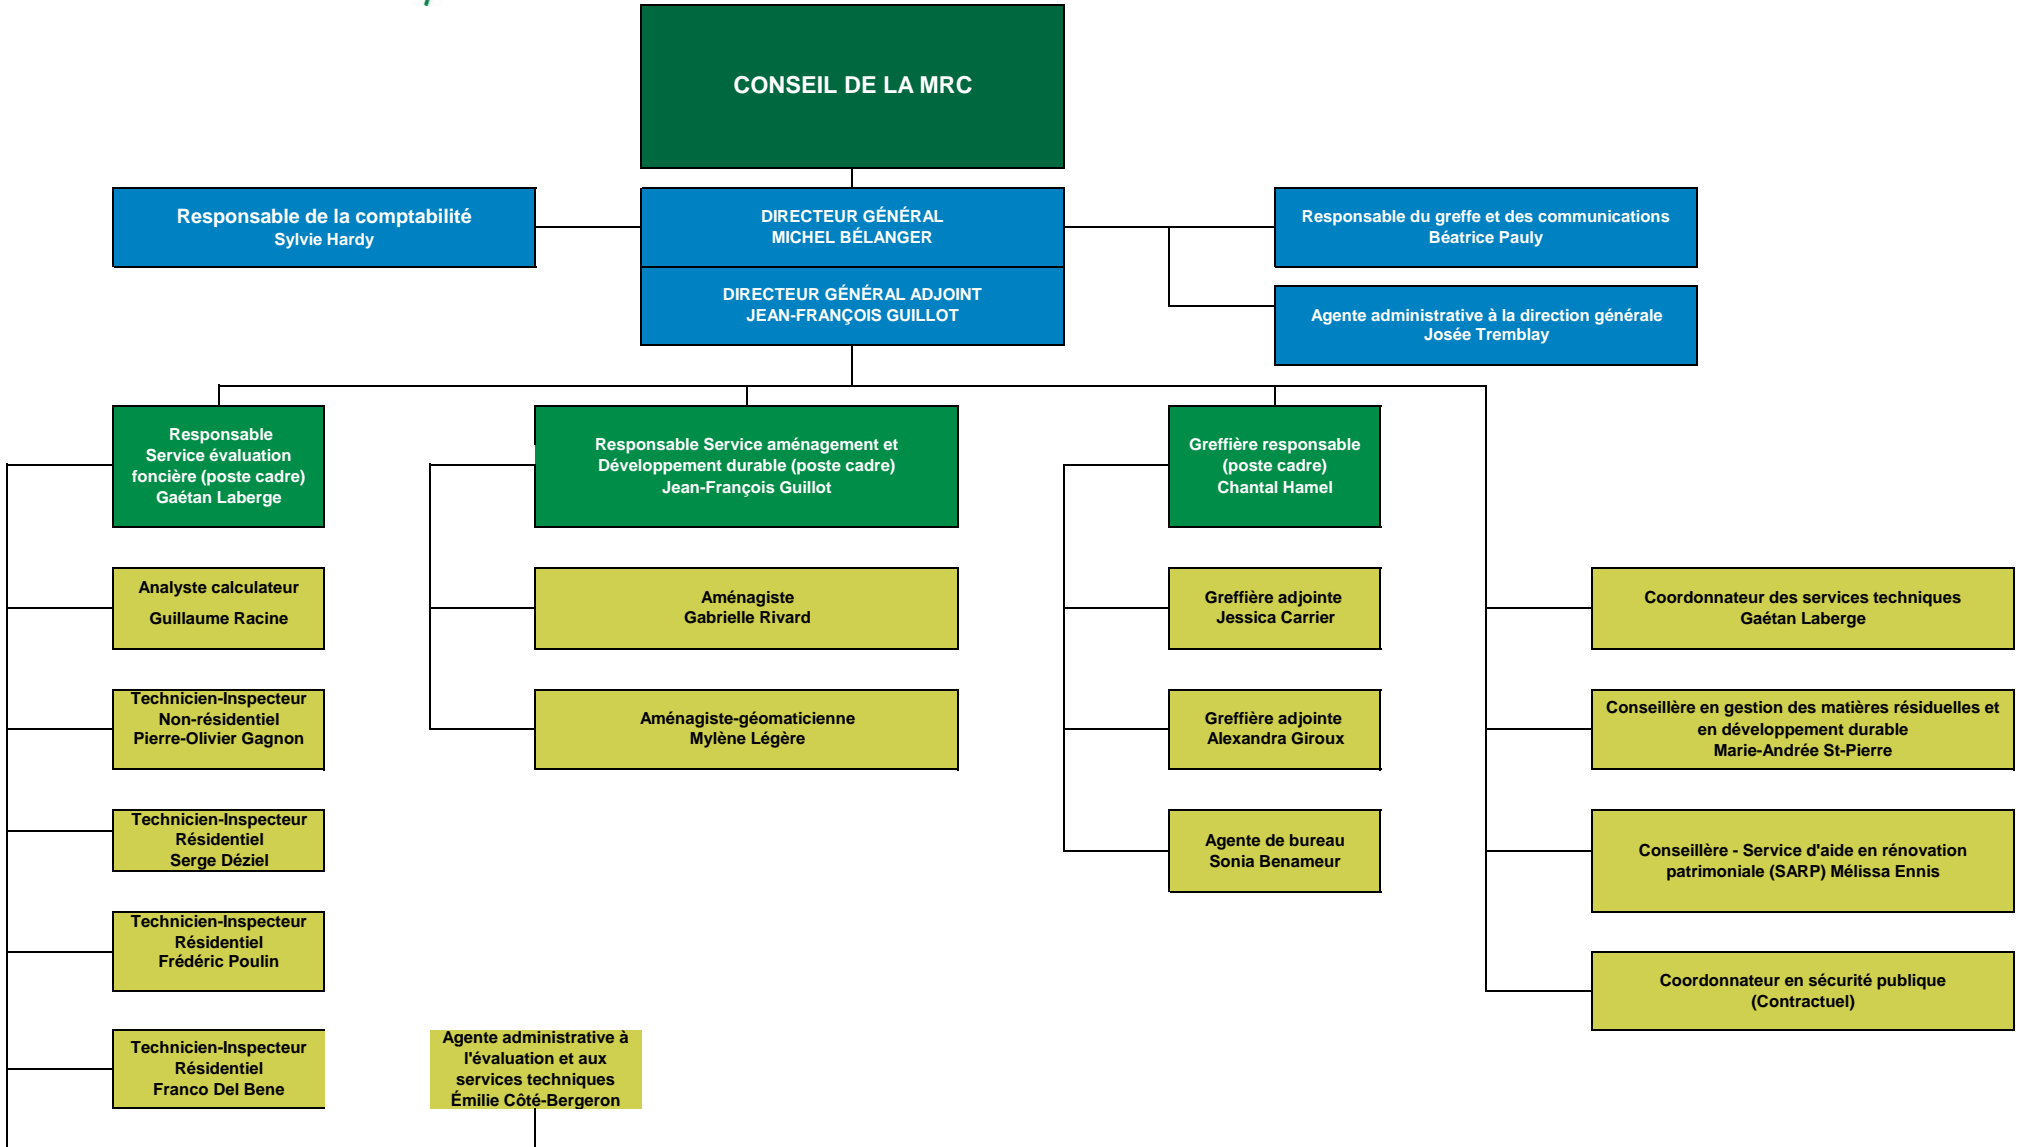 CONSEIL DE LA MRC
Responsable de la comptabilité
Sylvie Hardy
DIRECTEUR GÉNÉRAL
MICHEL BÉLANGER
Responsable du greffe et des communications
Béatrice Pauly
DIRECTEUR GÉNÉRAL ADJOINT
JEAN-FRANÇOIS GUILLOT
Agente administrative à la direction générale
Josée Tremblay
Responsable
Service évaluation
foncière (poste cadre)
Gaétan Laberge
Responsable Service aménagement et
Développement durable (poste cadre)
Jean-François Guillot
Greffière responsable
(poste cadre)
Chantal Hamel
Analyste calculateur
Guillaume Racine
Aménagiste
Gabrielle Rivard
Greffière adjointe
Jessica Carrier
Coordonnateur des services techniques
Gaétan Laberge
Technicien-Inspecteur
Non-résidentiel
Pierre-Olivier Gagnon
Aménagiste-géomaticienne
Mylène Légère
Greffière adjointe
Alexandra Giroux
Conseillère en gestion des matières résiduelles et
en développement durable
Marie-Andrée St-Pierre
Technicien-Inspecteur
Résidentiel
Serge Déziel
Agente de bureau
Sonia Benameur
Conseillère - Service d'aide en rénovation
patrimoniale (SARP) Mélissa Ennis
Technicien-Inspecteur
Résidentiel
Frédéric Poulin
Coordonnateur en sécurité publique
(Contractuel)
Technicien-Inspecteur
Résidentiel
Franco Del Bene
Agente administrative à
l'évaluation et aux
services techniques
Émilie Côté-Bergeron